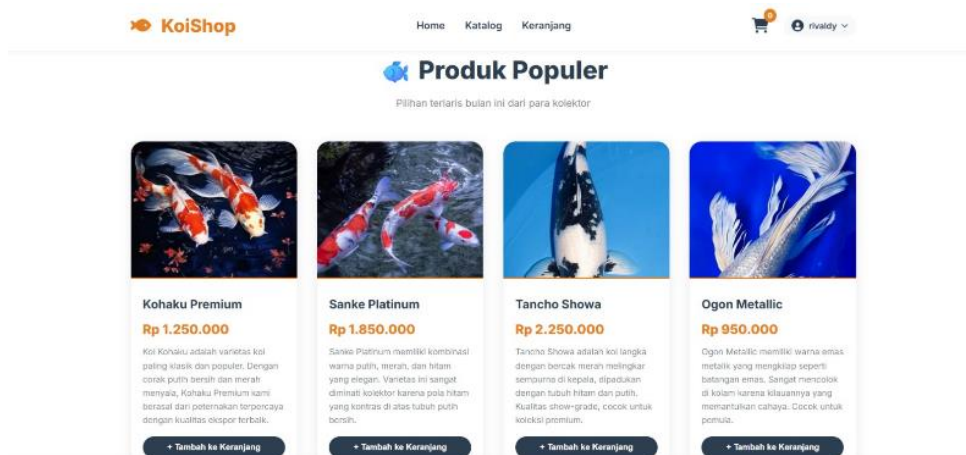 KoiShop
Home Katalog Keranjang
0
rivaldy
Produk Populer
Pilihan terlaris bulan ini dari para kolektor
Kohaku Premium
Rp 1.250.000
Koi Kohaku adalah varietas koi
paling klasik dan populer. Dengan
corak putih bersih dan merah
menyala, Kohaku Premium kami
berasal dari peternakan terpercaya
dengan kualitas ekspor terbaik.
+ Tambah ke Keranjang
Sanke Platinum
Rp 1.850.000
Sanke Platinum memiliki kombinasi
warna putih, merah, dan hitam
yang elegan. Varietas ini sangat
diminati kolektor karena pola hitam
yang kontras di atas tubuh putih
bersih.
+ Tambah ke Keranjang
Tancho Showa
Rp 2.250.000
Tancho Showa adalah koi langka
dengan bercak merah melingkar
sempurna di kepala, dipadukan
dengan tubuh hitam dan putih.
Kualitas show-grade, cocok untuk
koleksi premium.
+ Tambah ke Keranjang
Ogon Metallic
Rp 950.000
Ogon Metallic memiliki warna emas
metalik yang mengkilap seperti
batangan emas. Sangat mencolok
di kolam karena kilauannya yang
memantulkan cahaya. Cocok untuk
pemula.
+ Tambah ke Keranjang